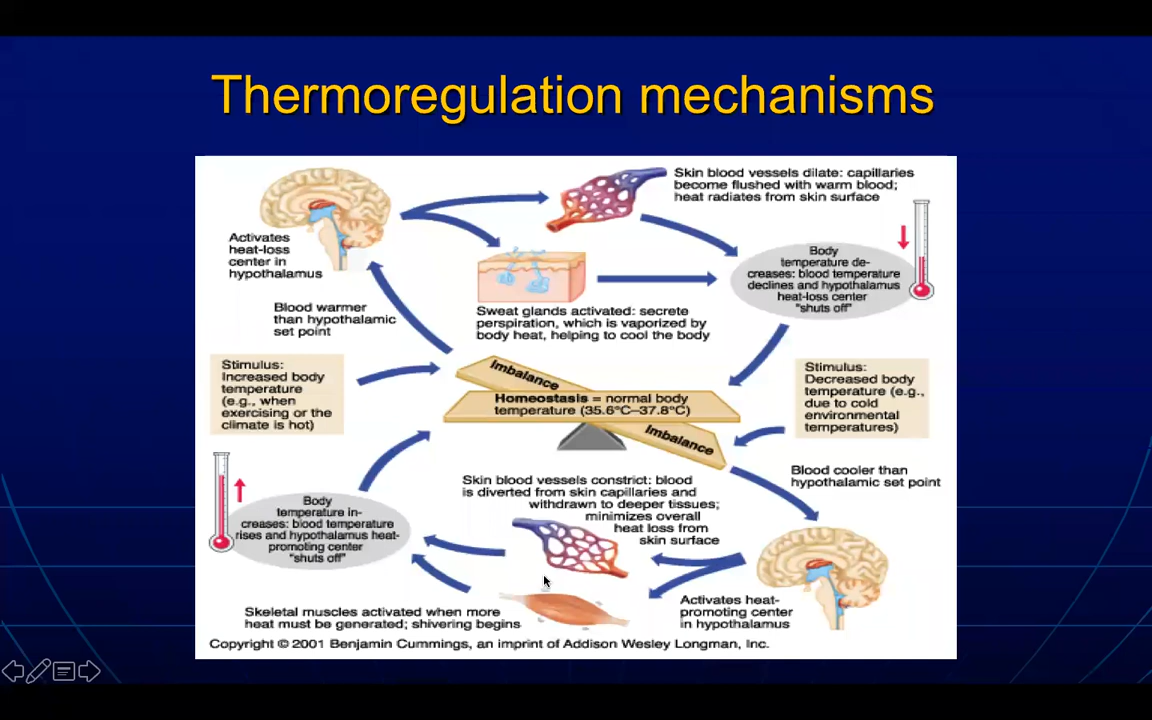 Thermoregulation mechanisms
Skin blood vessels dilate: capillaries
become flushed with warm blood;
heat radiates from skin surface
Activates
heat-loss
center in
hypothalamus
Body
temperature de-
creases: blood temperature
declines and hypothalamus
heat-loss center
"shuts off"
Blood warmer
than hypothalamic
set point
Sweat glands activated: secrete
perspiration, which is vaporized by
body heat, helping to cool the body
Stimulus:
Increased body
temperature
(e.g., when
exercising or the
climate is hot)
Imbalance
Homeostasis = normal body
temperature (35.6°C–37.8°C)
Imbalance
Stimulus:
Decreased body
temperature (e.g.,
due to cold
environmental
temperatures)
Blood cooler than
hypothalamic set point
Skin blood vessels constrict: blood
is diverted from skin capillaries and
withdrawn to deeper tissues;
minimizes overall
heat loss from
skin surface
Body
temperature in-
creases: blood temperature
rises and hypothalamus heat-
promoting center
"shuts off"
Activates heat-
promoting center
in hypothalamus
Skeletal muscles activated when more
heat must be generated; shivering begins
Copyright © 2001 Benjamin Cummings, an imprint of Addison Wesley Longman, Inc.